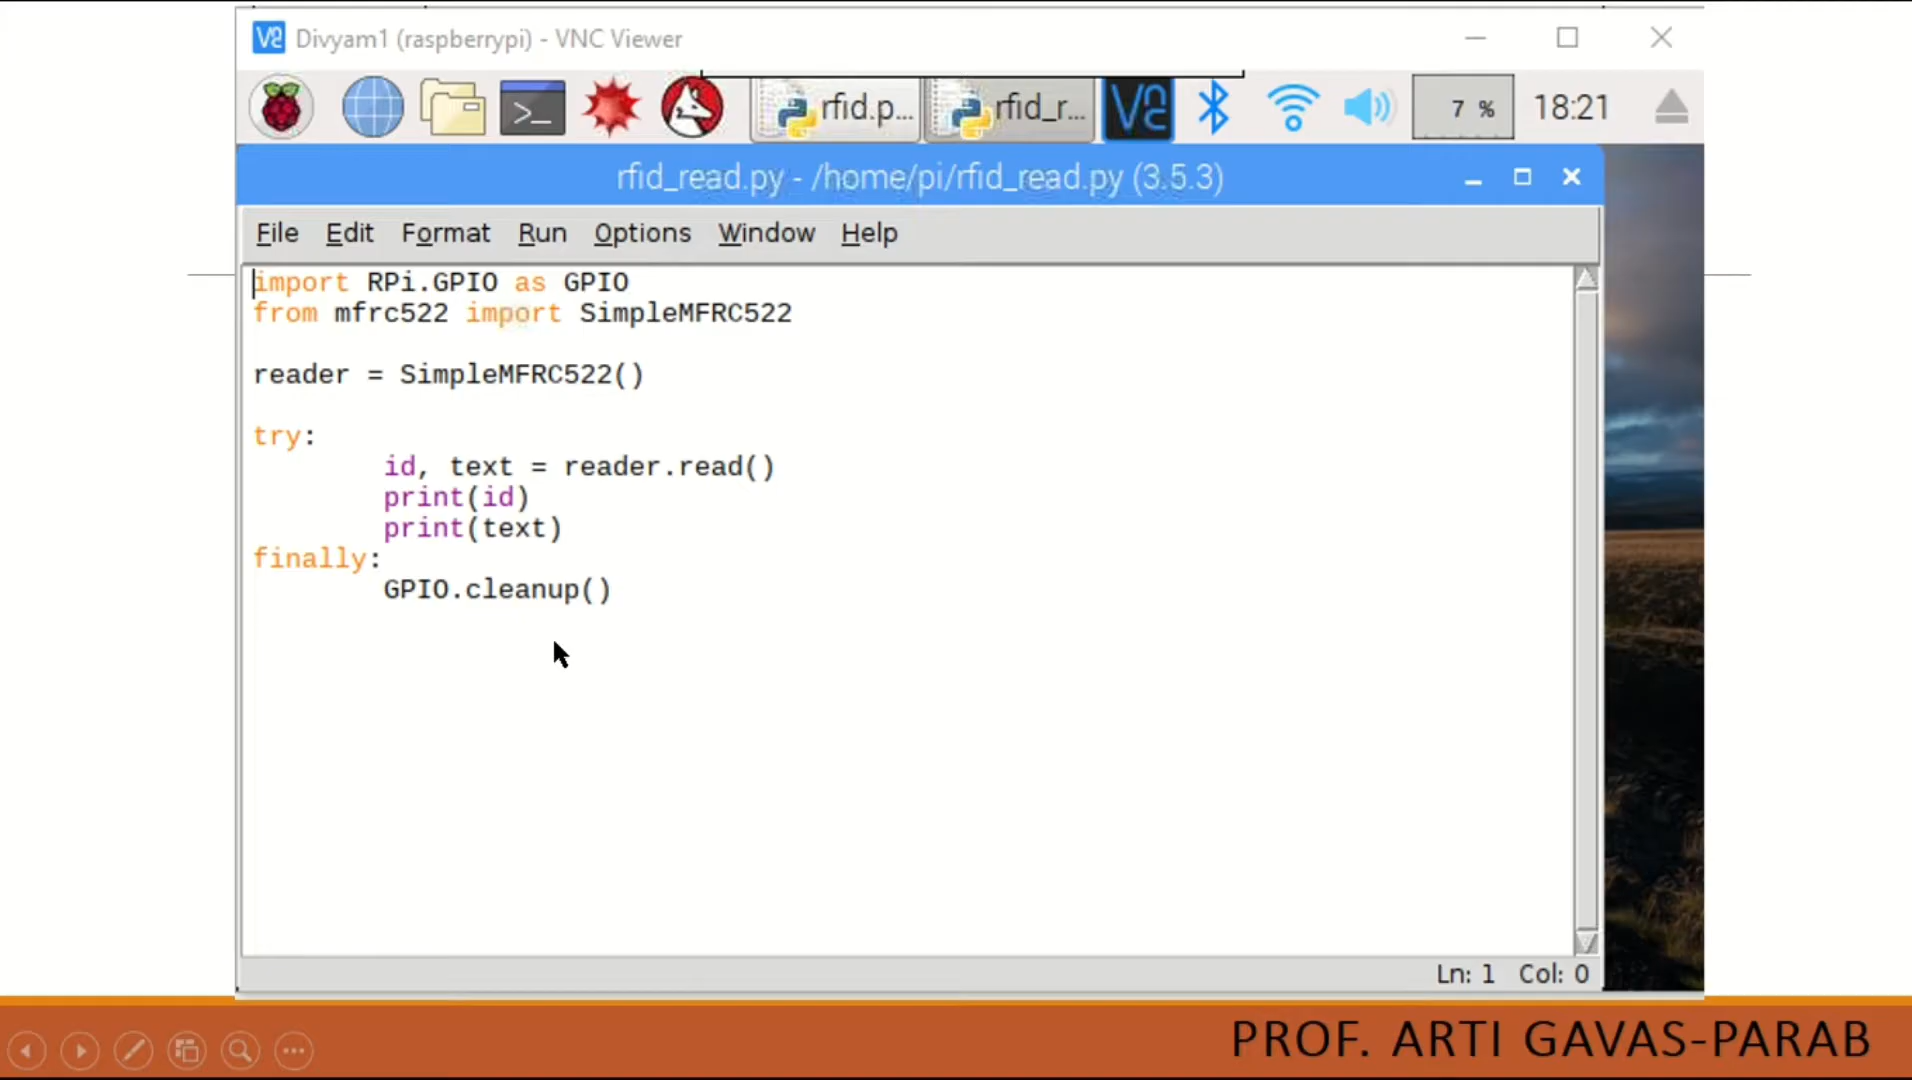 Divyam1 (raspberrypi) - VNC Viewer
rfid.p... rfid_r... 7 % 18:21
rfid_read.py - /home/pi/rfid_read.py (3.5.3)
File Edit Format Run Options Window Help
import RPi.GPIO as GPIO
from mfrc522 import SimpleMFRC522
reader = SimpleMFRC522()
try:
id, text = reader.read()
print(id)
print(text)
finally:
GPIO.cleanup()
Ln: 1 Col: 0
PROF. ARTI GAVAS-PARAB